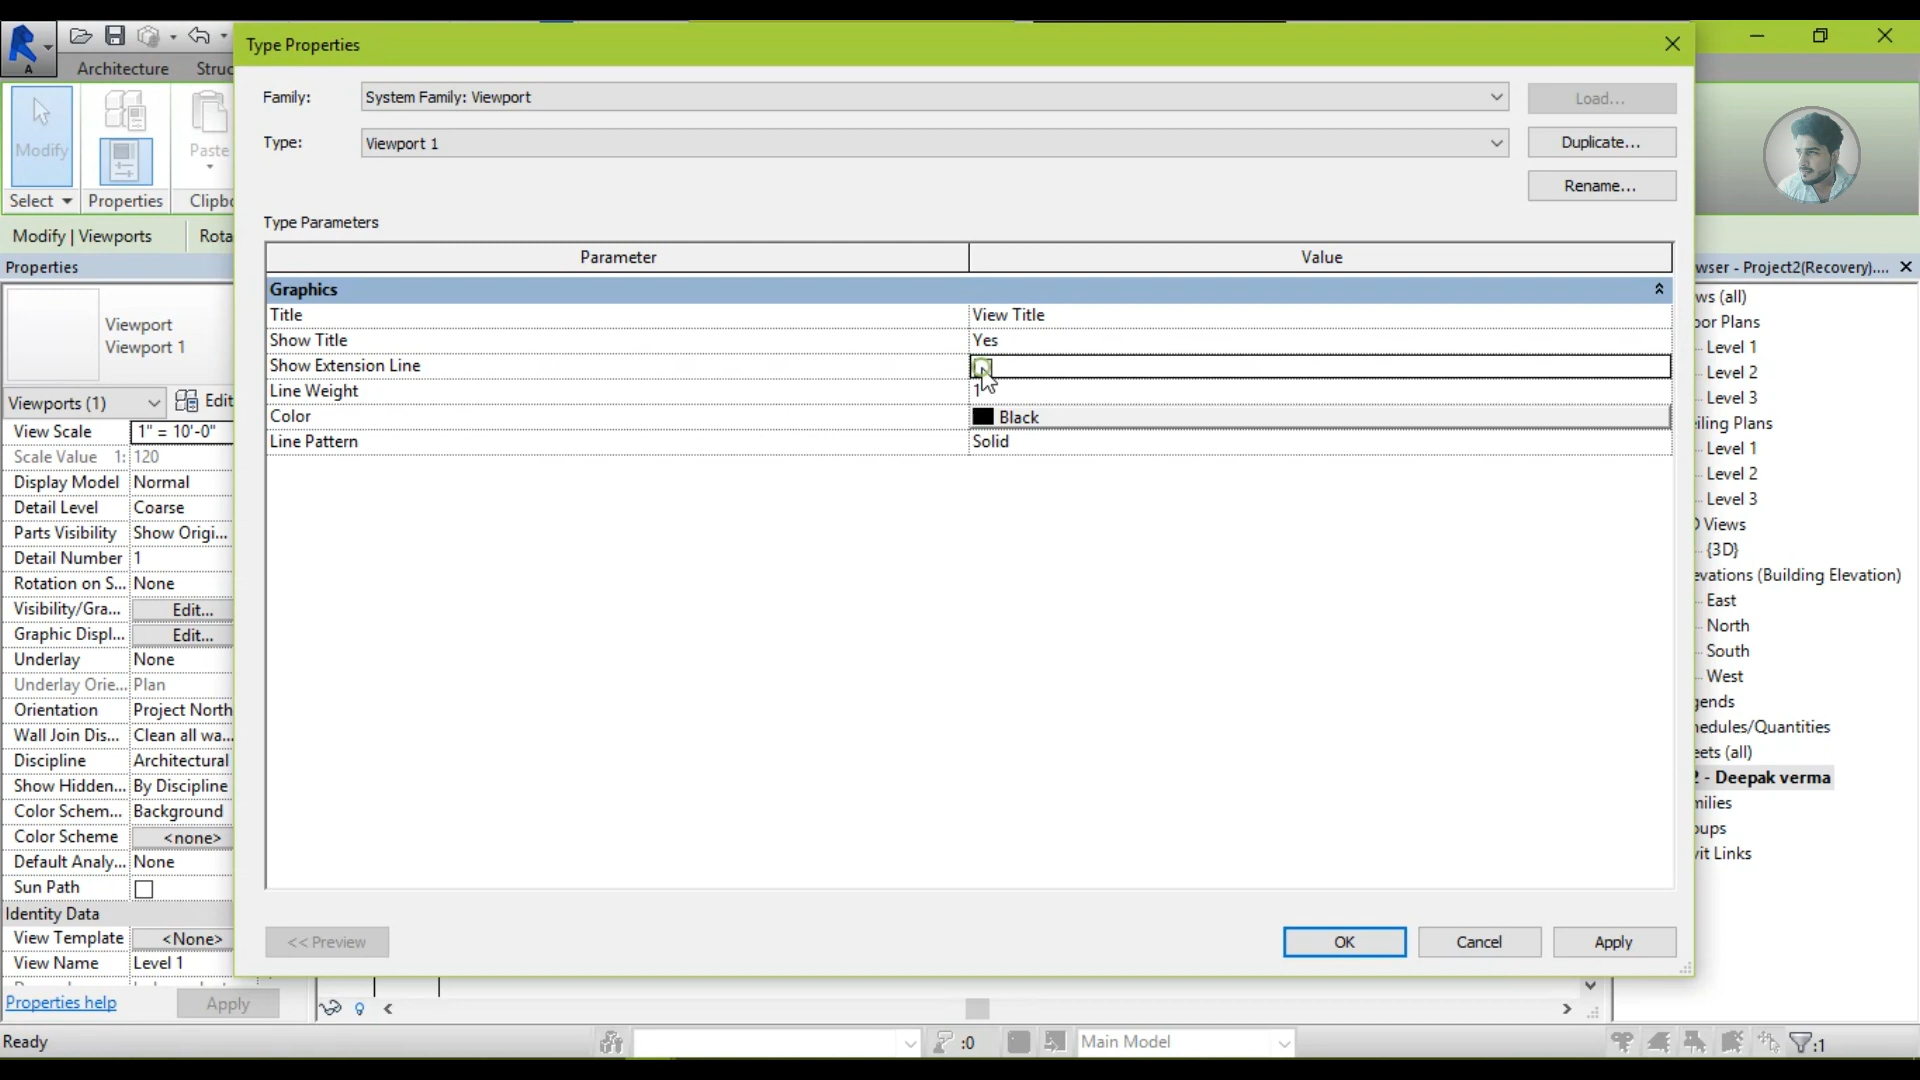 Type Properties
A
Architecture
Struc
Family:
System Family: Viewport
Load...
Type:
Viewport 1
Duplicate...
Rename...
Modify
Paste
Select
Properties
Clipb
Type Parameters
Modify | Viewports
Rota
Parameter
Value
Properties
wser - Project2(Recovery)....
Graphics
Title
View Title
Show Title
Yes
Show Extension Line
Line Weight
1
Color
Black
Line Pattern
Solid
Viewport
Viewport 1
Viewports (1)
Edit
View Scale
1" = 10'-0"
Scale Value 1:
120
Display Model
Normal
Detail Level
Coarse
Parts Visibility
Show Origi...
Detail Number
1
Rotation on S...
None
Visibility/Gra...
Edit...
Graphic Displ...
Edit...
Underlay
None
Underlay Orie...
Plan
Orientation
Project North
Wall Join Dis...
Clean all wa...
Discipline
Architectural
Show Hidden...
By Discipline
Color Schem...
Background
Color Scheme
<none>
Default Analy...
None
Sun Path
Identity Data
View Template
<None>
View Name
Level 1
Properties help
Apply
ws (all)
oor Plans
Level 1
Level 2
Level 3
iling Plans
Level 1
Level 2
Level 3
D Views
{3D}
evations (Building Elevation)
East
North
South
West
gends
hedules/Quantities
eets (all)
2 - Deepak verma
milies
oups
vit Links
<< Preview
OK
Cancel
Apply
Ready
:0
Main Model
:1